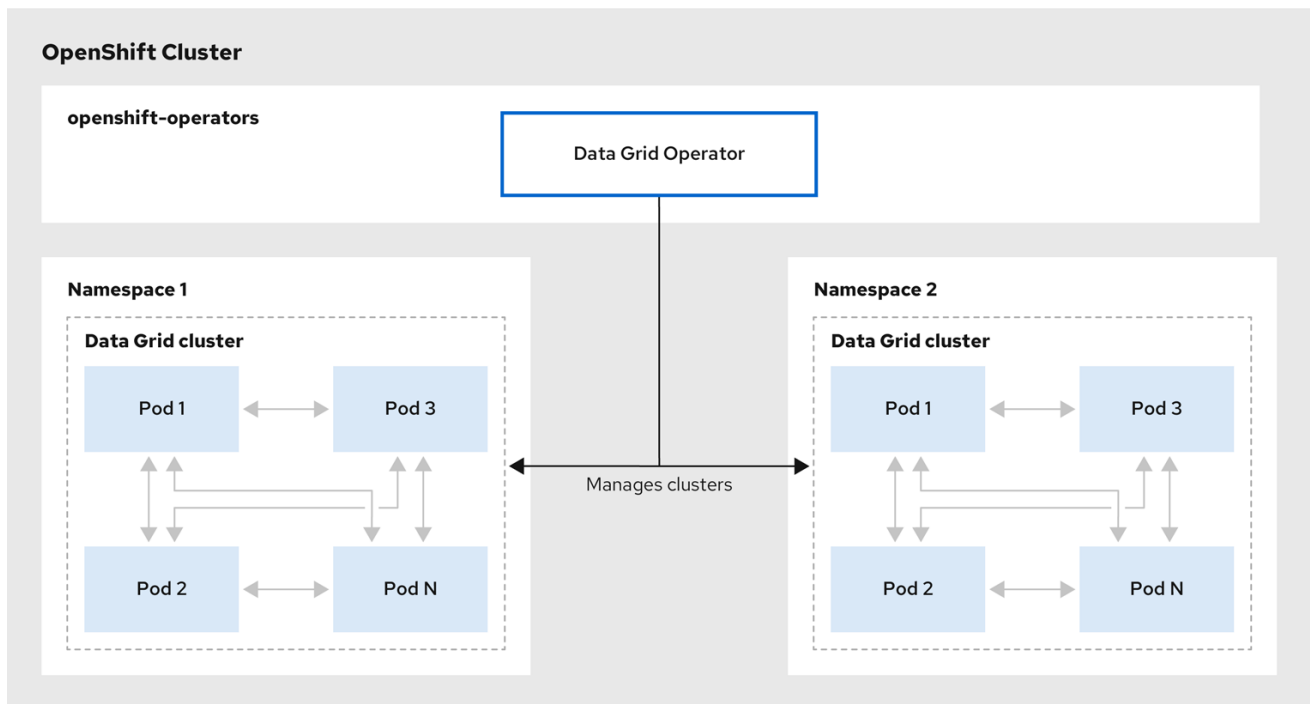 OpenShift Cluster
openshift-operators
Data Grid Operator
Namespace 1
Data Grid cluster
Pod 1
Pod 3
Pod 2
Pod N
Manages clusters
Namespace 2
Data Grid cluster
Pod 1
Pod 3
Pod 2
Pod N